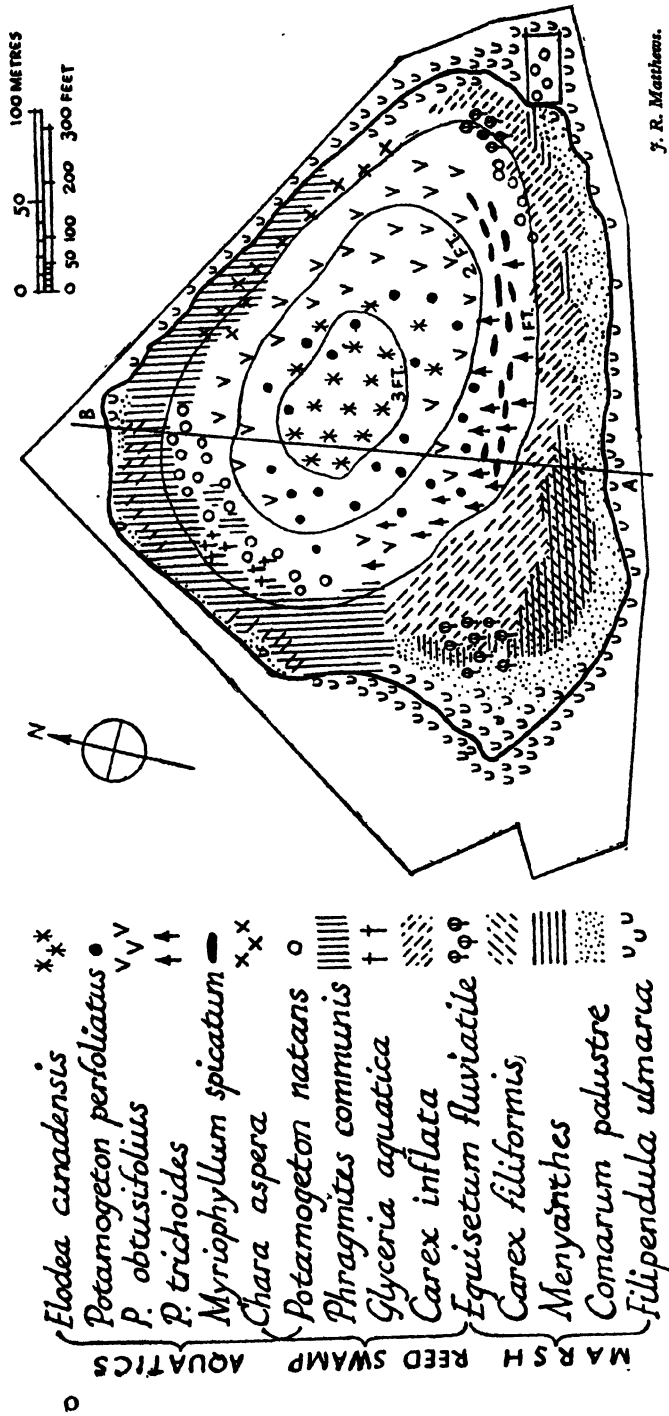 Elodea canadensis
Potamogeton perfoliatus
P. obtusifolius
P. trichoides
Myriophyllum spicatum
Chara aspera
Potamogeton natans
Phragmites communis
Glyceria aquatica
Carex inflata
Equisetum fluviatile
Carex filiformis,
Menyanthes
Comarum palustre
Filipendula ulmaria
AQUATICS
REED SWAMP
MARSH
N
0 50 100 METRES
0 50 100 200 300 FEET
B
A
3 FT.
2 FT.
1 FT.
J. R. Matthews.